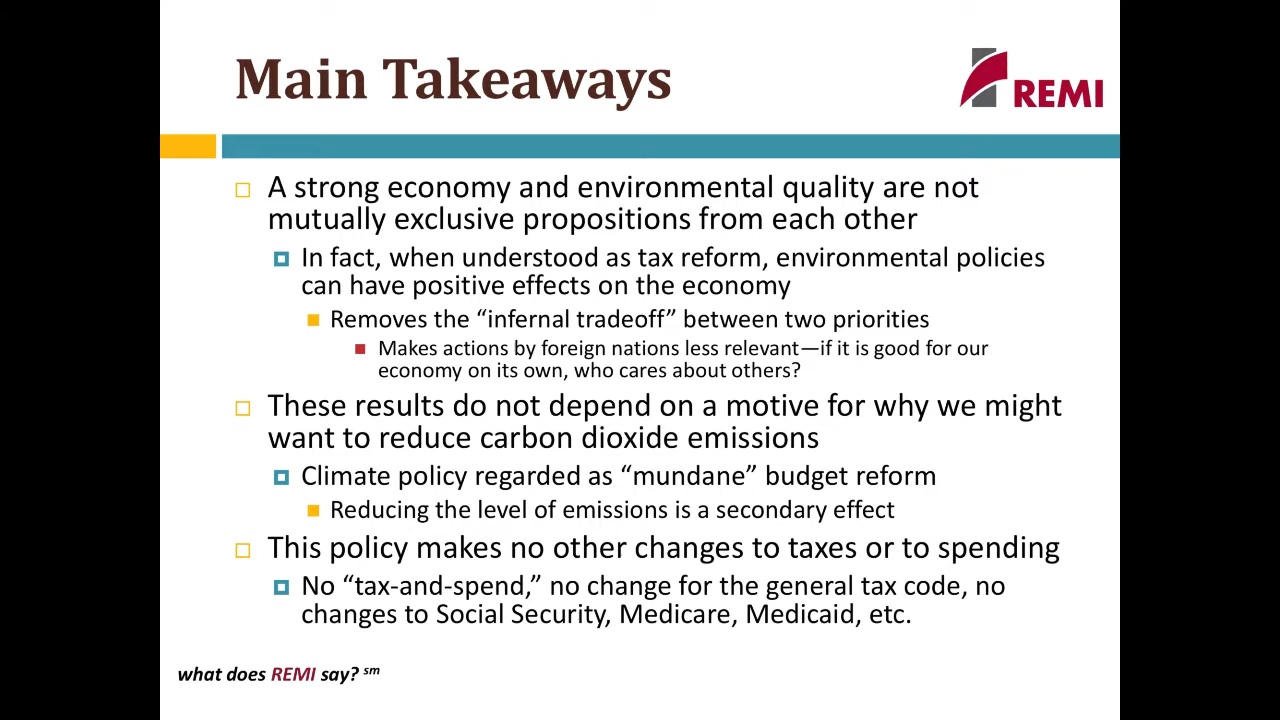 Main Takeaways
REMI
A strong economy and environmental quality are not
mutually exclusive propositions from each other
In fact, when understood as tax reform, environmental policies
can have positive effects on the economy
Removes the “infernal tradeoff” between two priorities
Makes actions by foreign nations less relevant—if it is good for our
economy on its own, who cares about others?
These results do not depend on a motive for why we might
want to reduce carbon dioxide emissions
Climate policy regarded as “mundane” budget reform
Reducing the level of emissions is a secondary effect
This policy makes no other changes to taxes or to spending
No “tax-and-spend,” no change for the general tax code, no
changes to Social Security, Medicare, Medicaid, etc.
what does REMI say? sm